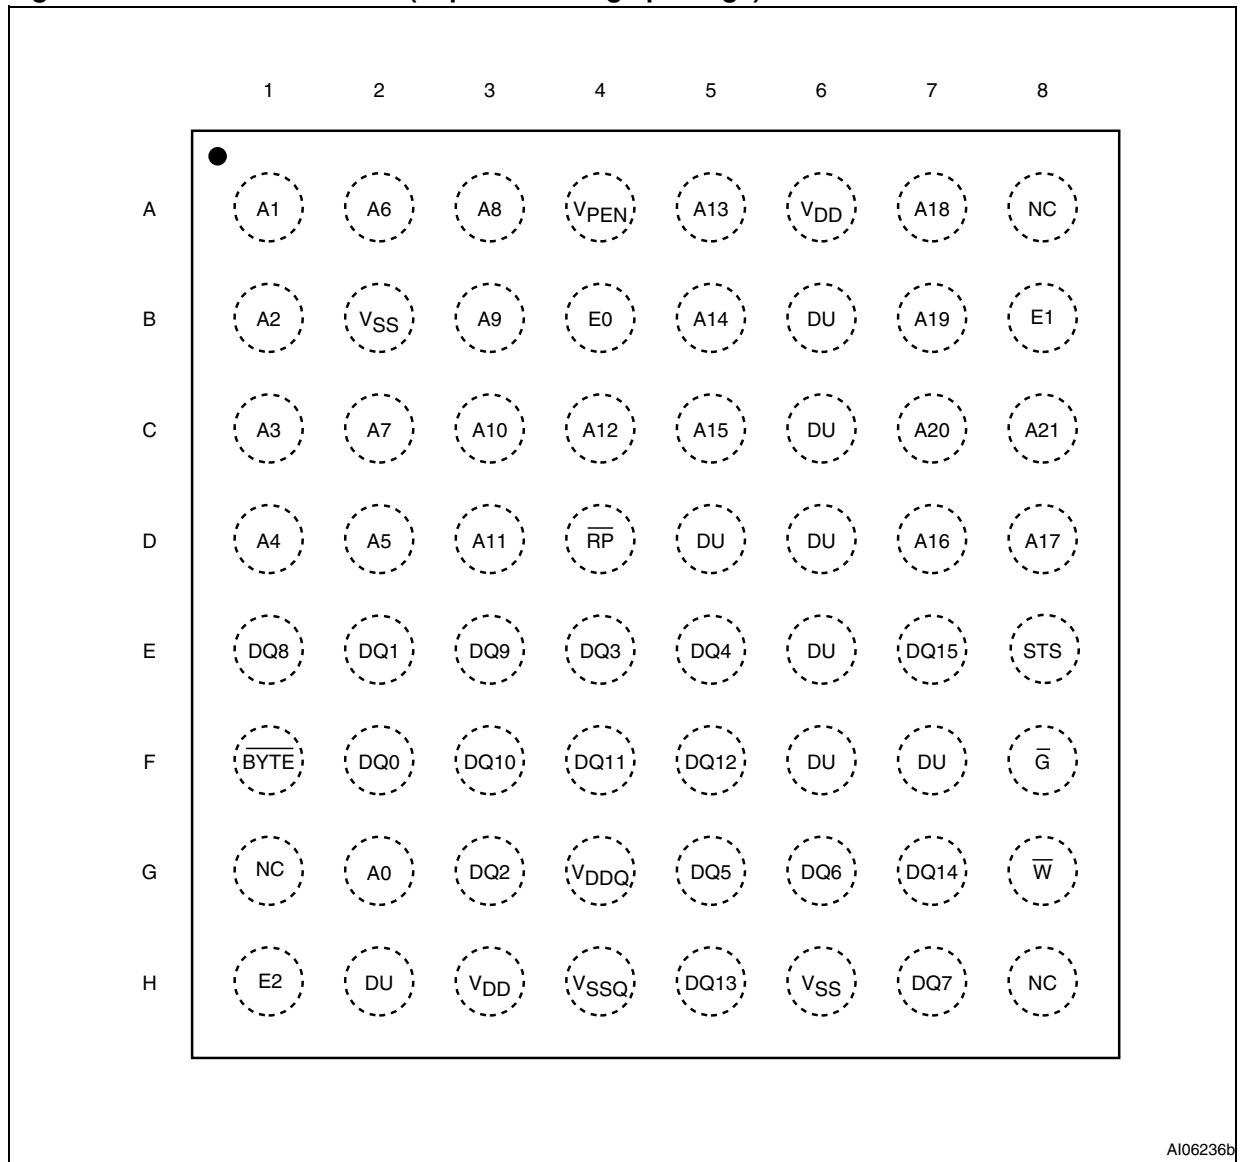 1 2 3 4 5 6 7 8
A A1 A6 A8 VPEN A13 VDD A18 NC
B A2 VSS A9 E0 A14 DU A19 E1
C A3 A7 A10 A12 A15 DU A20 A21
D A4 A5 A11 R̅P̅ DU DU A16 A17
E DQ8 DQ1 DQ9 DQ3 DQ4 DU DQ15 STS
F B̅Y̅T̅E̅ DQ0 DQ10 DQ11 DQ12 DU DU G̅
G NC A0 DQ2 VDDQ DQ5 DQ6 DQ14 W̅
H E2 DU VDD VSSQ DQ13 VSS DQ7 NC
AI06236b